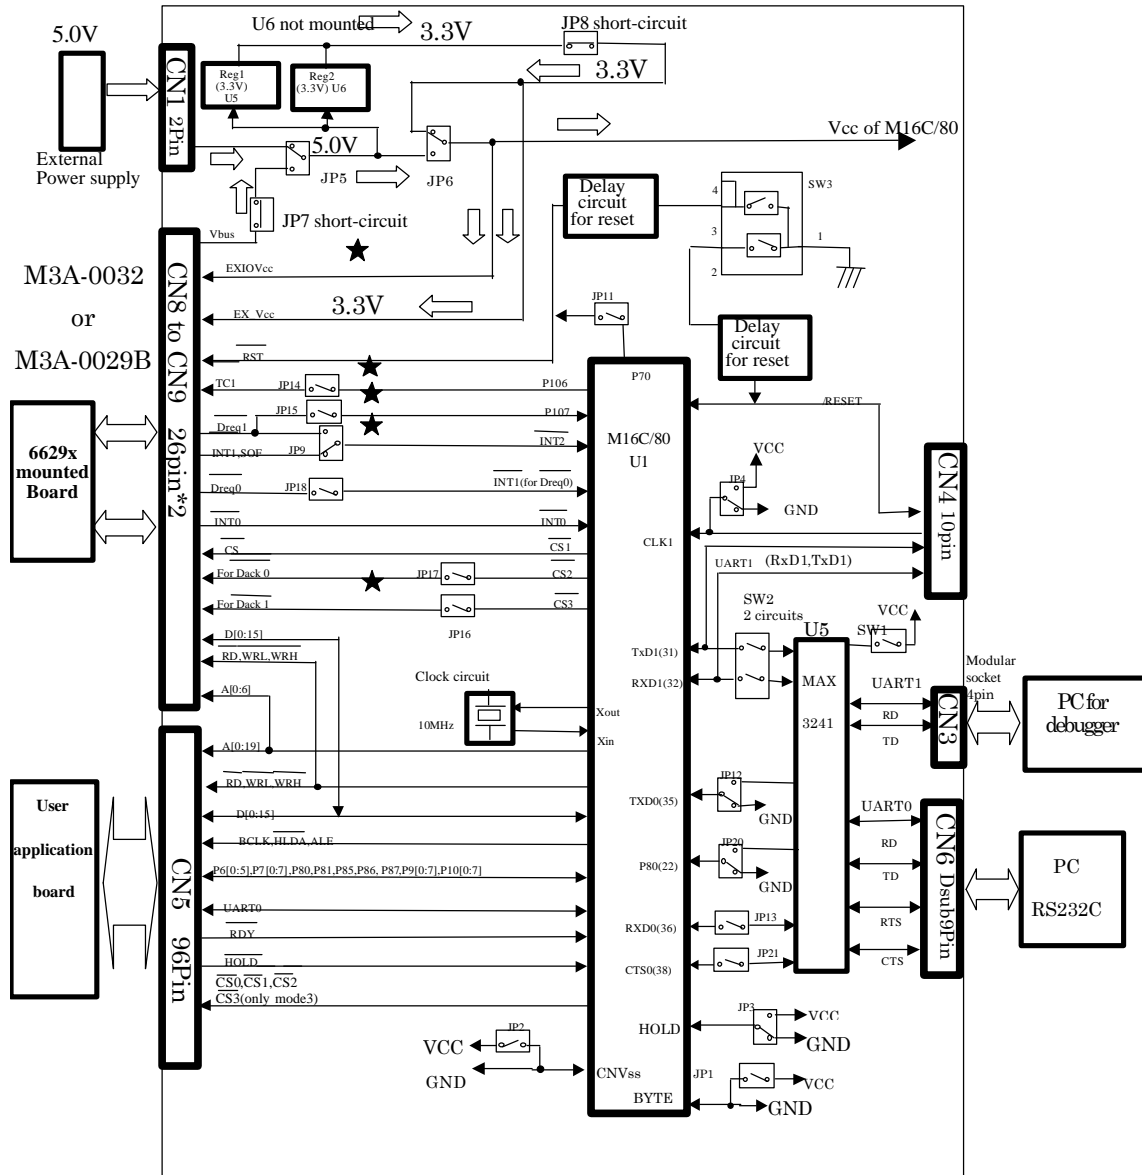 5.0V
External
Power supply
CN1 2Pin
U6 not mounted
3.3V
JP8 short-circuit
3.3V
Reg1
(3.3V)
U5
Reg2
(3.3V) U6
5.0V
JP5
JP6
Vcc of M16C/80
JP7 short-circuit
Vbus
Delay
circuit
for reset
SW3
4
3
2
1
M3A-0032
or
M3A-0029B
CN8 to CN9 26pin*2
EXIOVcc
EX_Vcc
3.3V
RST
JP11
Delay
circuit
for reset
TC1
JP14
P106
JP15
P107
Dreq1
INT1,SOF
JP9
INT2
Dreq0
JP18
INT1(for Dreq0)
INT0
INT0
CS
CS1
For Dack 0
JP17
CS2
For Dack 1
JP16
CS3
D[0:15]
RD,WRL,WRH
A[0:6]
6629x
mounted
Board
P70
M16C/80
U1
/RESET
VCC
JP4
GND
CLK1
CN4 10pin
UART1
(RxD1,TxD1)
SW2
2 circuits
VCC
SW1
U5
TxD1(31)
RXD1(32)
MAX
3241
Modular
socket
4pin
UART1
RD
TD
CN3
PC for
debugger
Clock circuit
10MHz
Xout
Xin
User
application
board
CN5 96Pin
A[0:19]
RD,WRL,WRH
D[0:15]
BCLK,HLDA,ALE
P6[0:5],P7[0:7],P80,P81,P85,P86, P87,P9[0:7],P10[0:7]
UART0
RDY
HOLD
CS0,CS1,CS2
CS3(only mode3)
TXD0(35)
JP12
GND
P80(22)
JP20
GND
RXD0(36)
JP13
CTS0(38)
JP21
UART0
RD
TD
RTS
CTS
CN6 Dsub9Pin
PC
RS232C
HOLD
JP3
VCC
GND
JP2
VCC
GND
CNVss
BYTE
JP1
VCC
GND